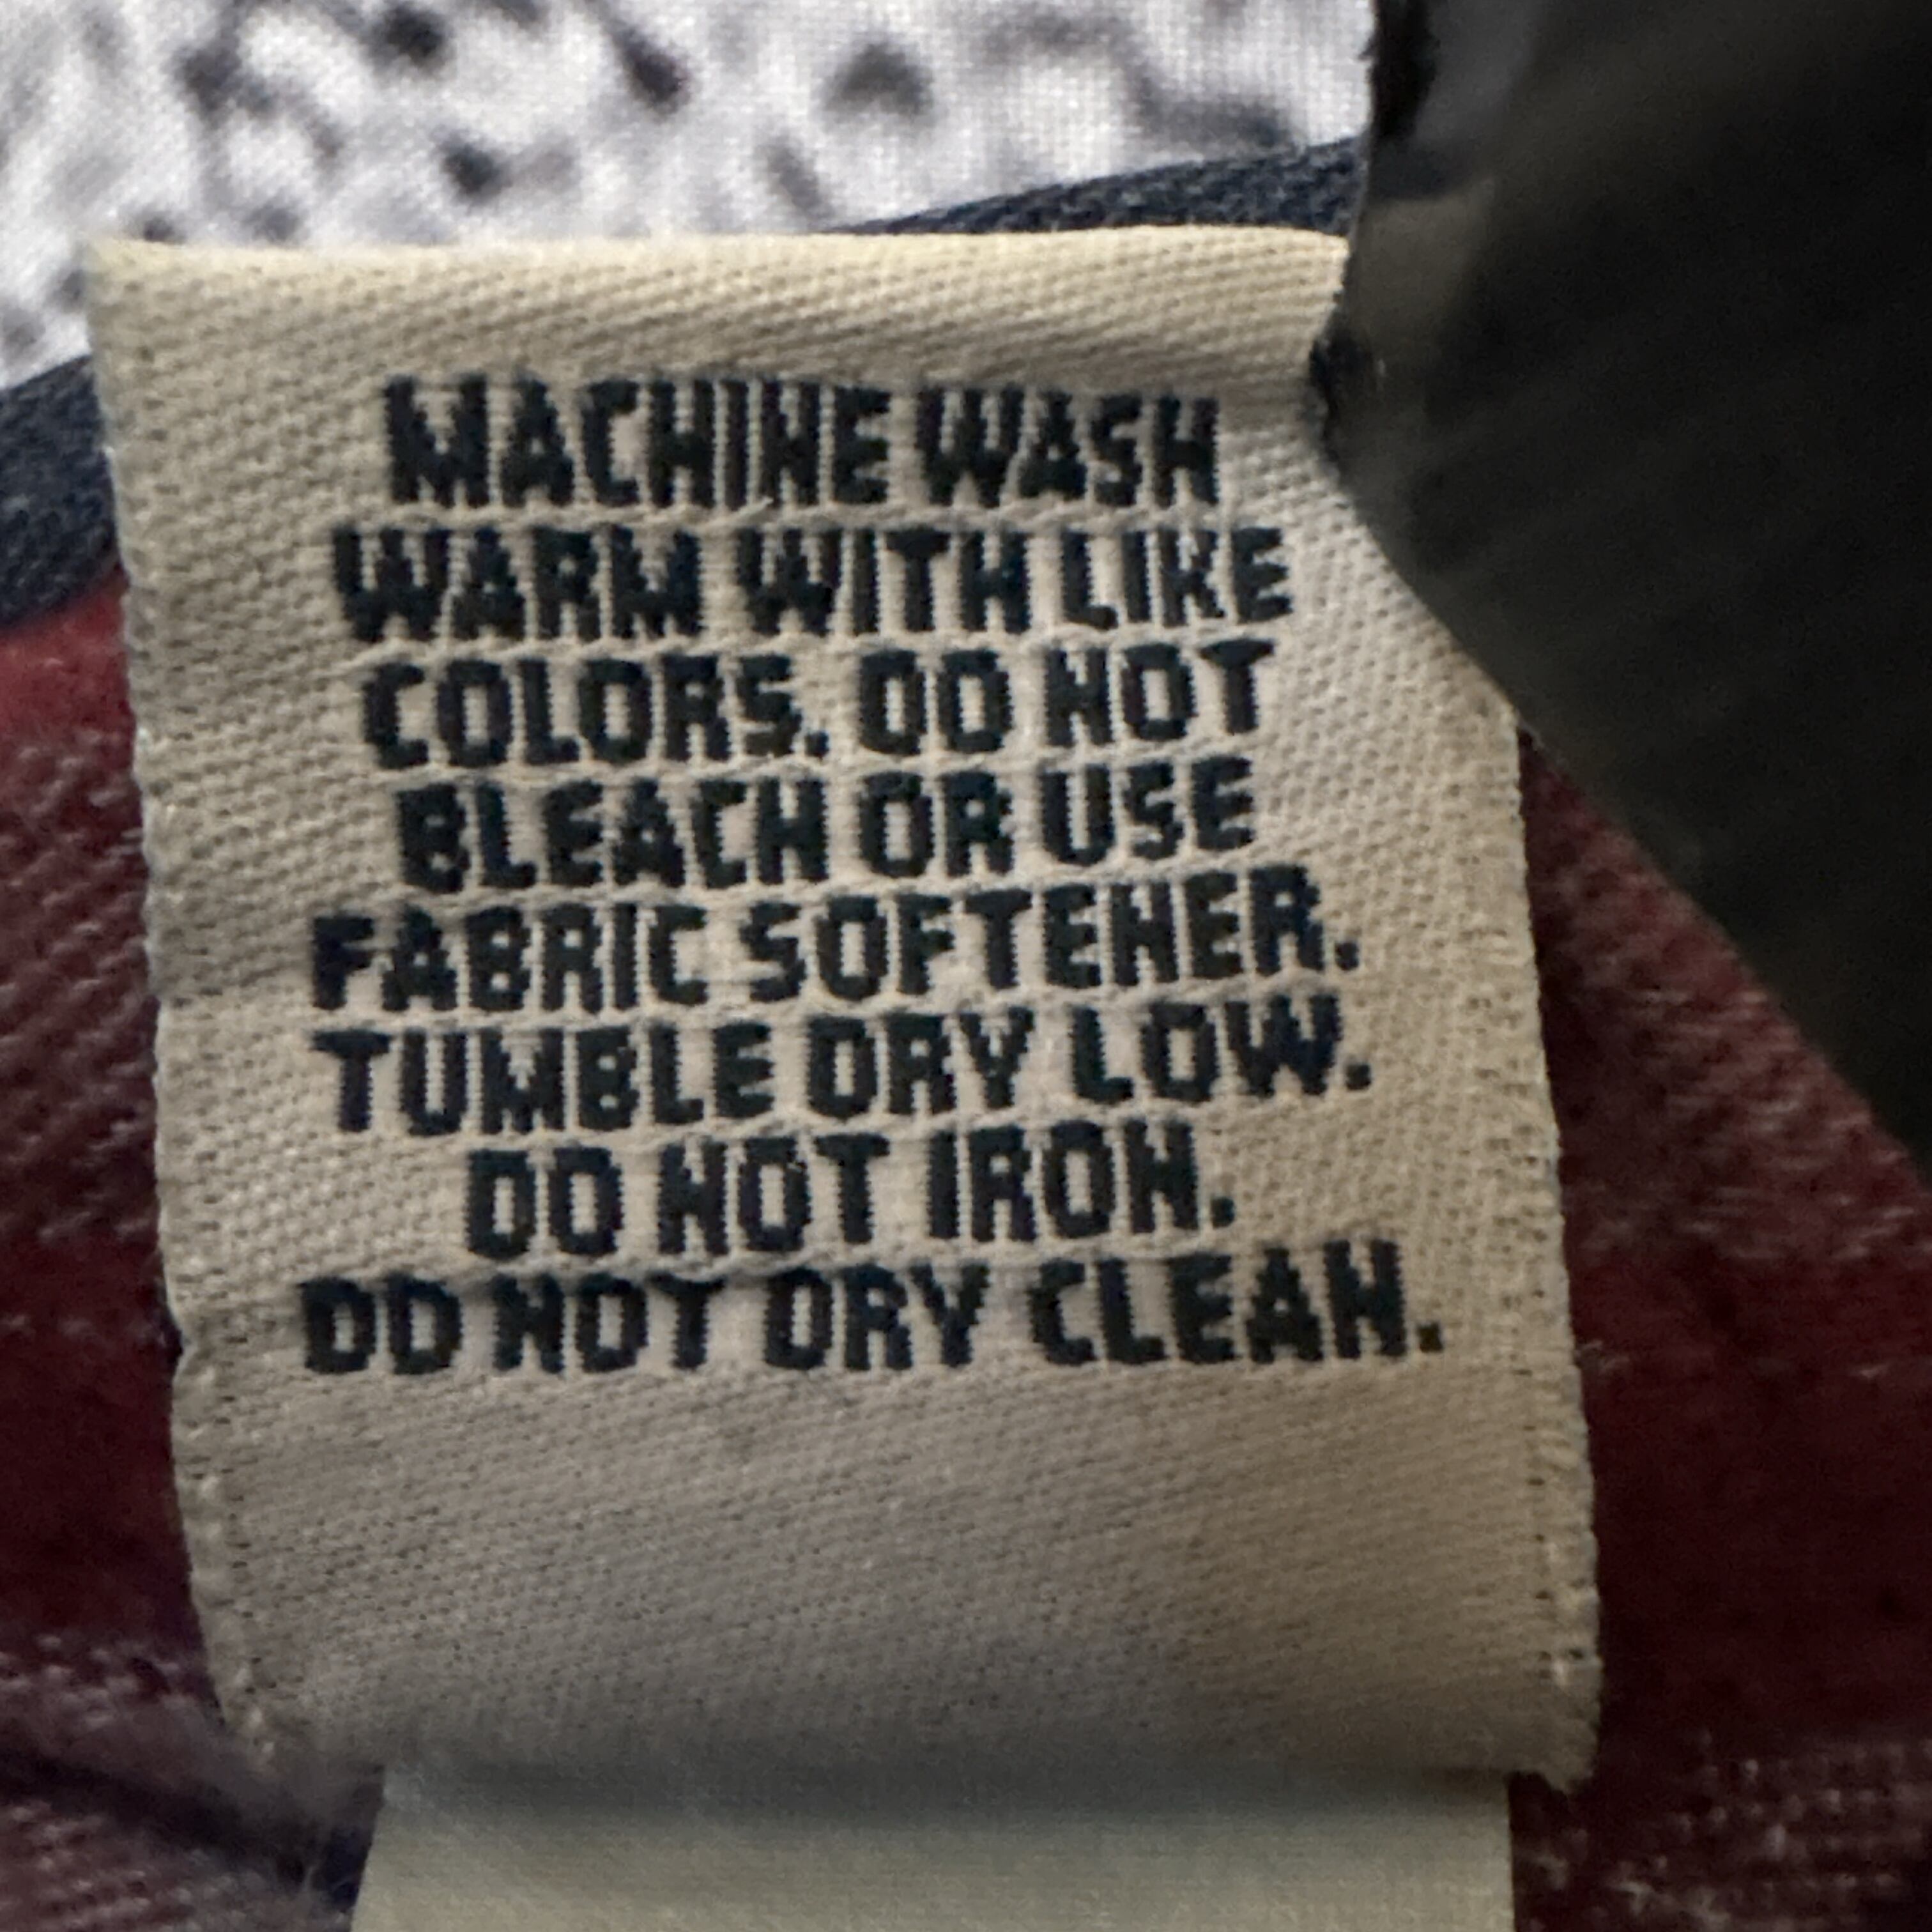 MACHINE WASH
WARM WITH LIKE
COLORS. DO NOT
BLEACH OR USE
FABRIC SOFTENER.
TUMBLE DRY LOW.
DO NOT IRON.
DO NOT DRY CLEAN.